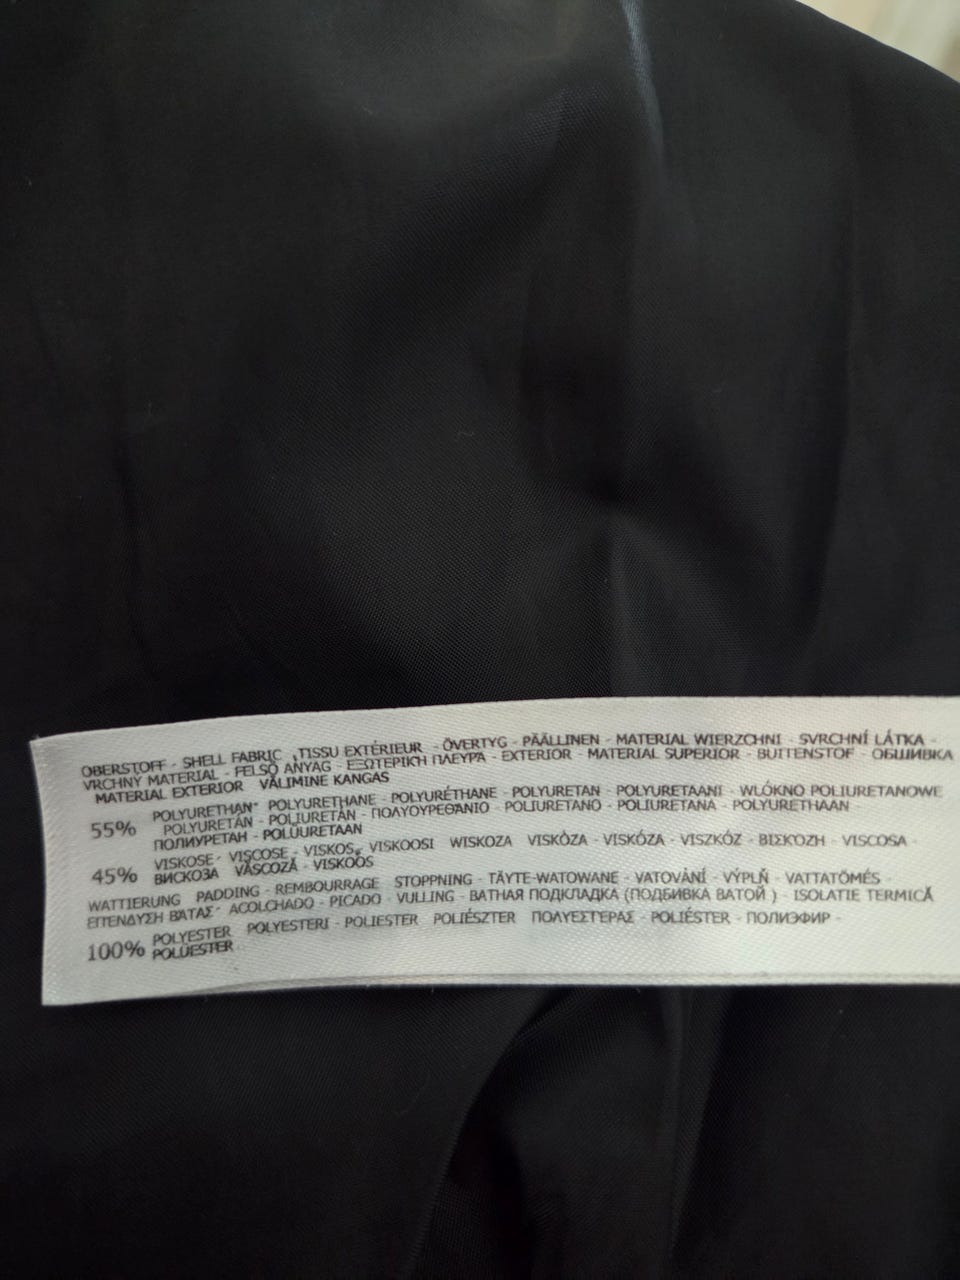 OBERSTOFF - SHELL FABRIC - TISSU EXTÉRIEUR - ÖVERTYG - PÄÄLLINEN - MATERIAL WIERZCHNI - SVRCHNÍ LÁTKA -
VRCHNÝ MATERIAL - FELSŐ ANYAG - ΕΞΩΤΕΡΙΚΗ ΠΛΕΥΡΑ - EXTERIOR - MATERIAL SUPERIOR - BUITENSTOF - ОБШИВКА
MATERIAL EXTERIOR VÄLIMINE KANGAS
55% POLYURETHAN POLYURETHANE - POLYURÉTHANE - POLYURETAN - POLYURETAANI - WLÓKNO POLIURETANOWE
POLYURETÁN - POLIURETÁN - ΠΟΛΥΟΥΡΕΘΑΝΙΟ - POLIURETANO - POLIURETANA - POLYURETHAAN -
ПОЛИУРЕТАН - POLÜURETAAN
45% VISKOSE - VISCOSE - VISKOS, VISKOOSI WISKOZA VISKÓZA - VISKÓZA - VISZKÓZ - ΒΙΣΚΟΖΗ - VISCOSA -
ВИСКОЗА VÂSCOZĂ - VISKOOS
WATTIERUNG PADDING - REMBOURRAGE STOPPNING - TÄYTE-WATOWANE - VATOVÁNÍ - VÝPLŇ - VATTATÖMÉS -
ΕΠΕΝΔΥΣΗ ΒΑΤΑΣ - ACOLCHADO - PICADO - VULLING - ВАТНАЯ ПОДКЛАДКА (ПОДБИВКА ВАТОЙ ) - ISOLATIE TERMICĂ
100% POLYESTER POLYESTERI - POLIESTER POLIÉSZTER ΠΟΛΥΕΣΤΕΡΑΣ - POLIÉSTER - ПОЛИЭФИР -
POLÜESTER